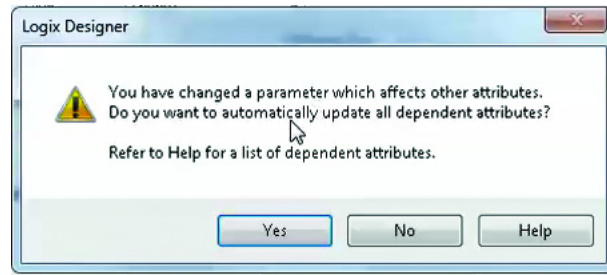 Logix Designer
You have changed a parameter which affects other attributes.
Do you want to automatically update all dependent attributes?
Refer to Help for a list of dependent attributes.
Yes
No
Help